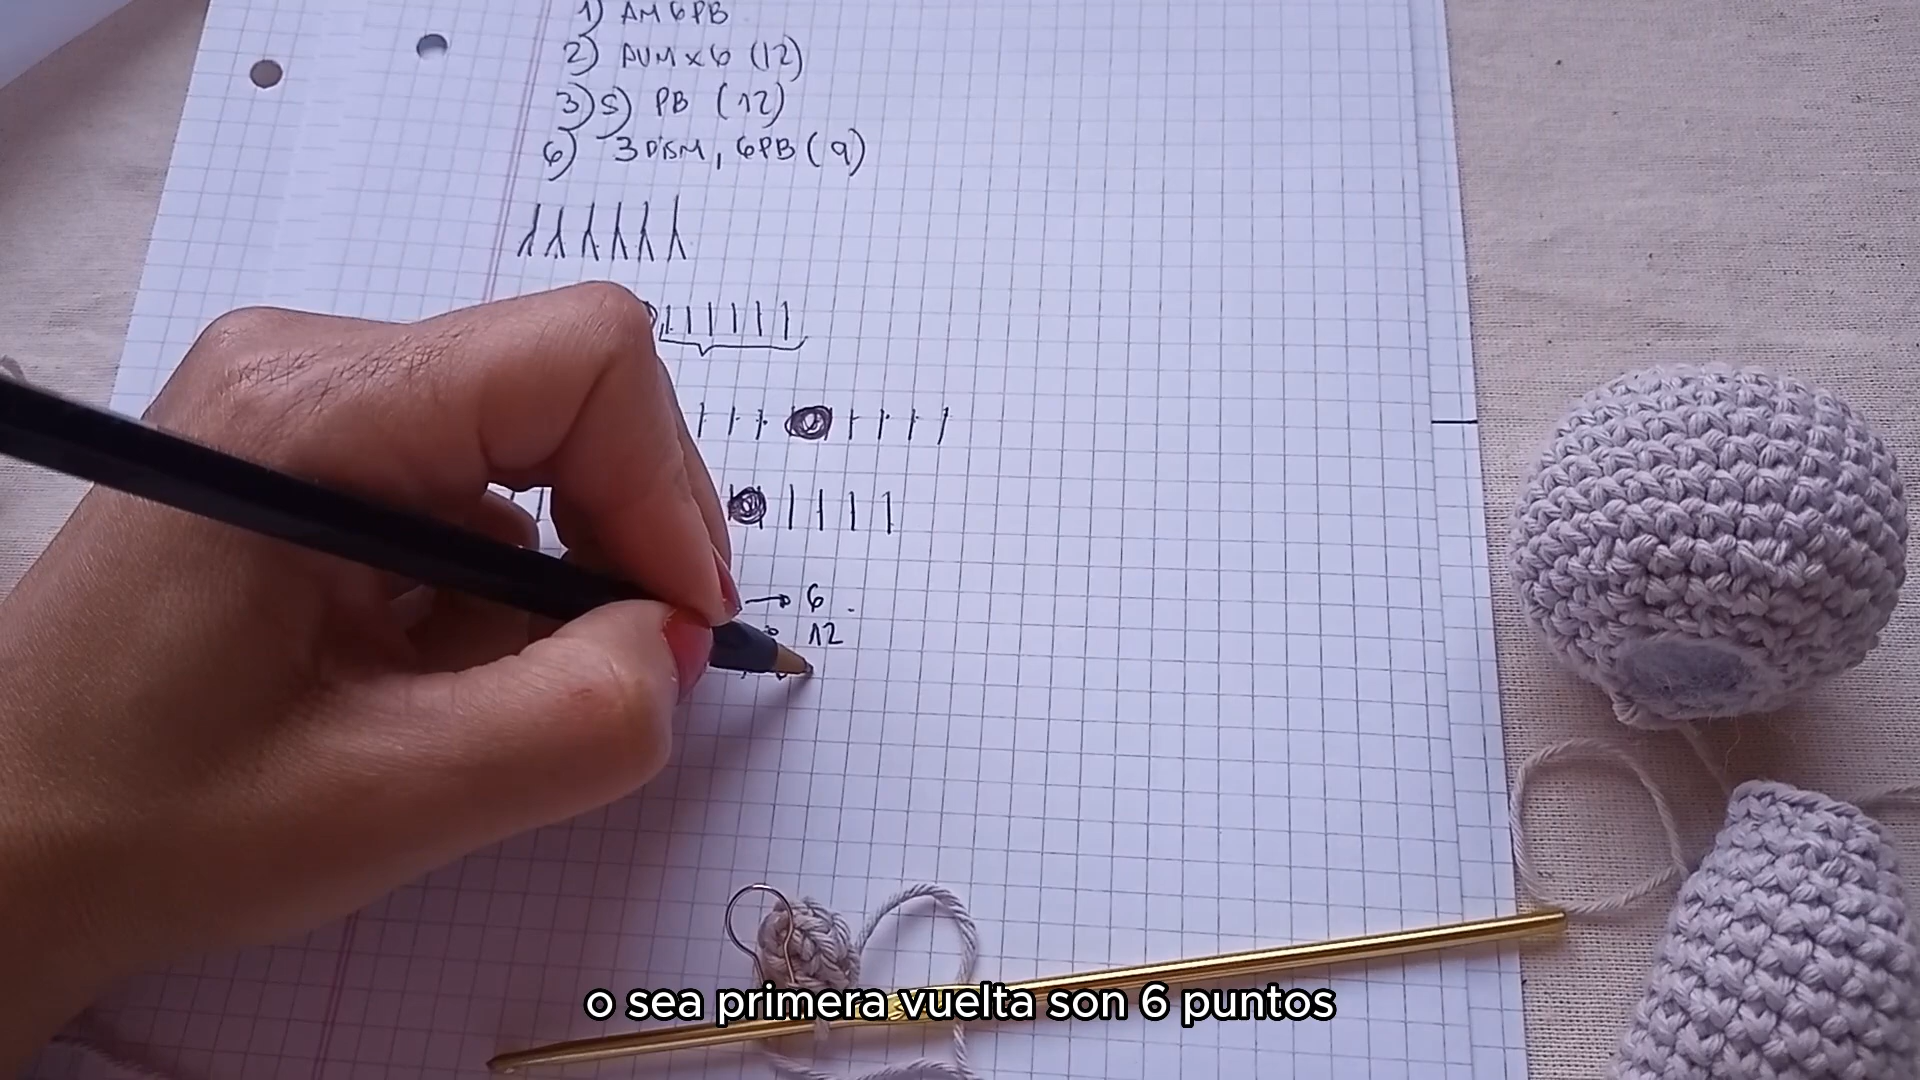 1) AM 6PB
2) AUM x 6 (12)
3) 5) PB (12)
6) 3 DISM, 6PB (9)
→ 6
12
o sea primera vuelta son 6 puntos